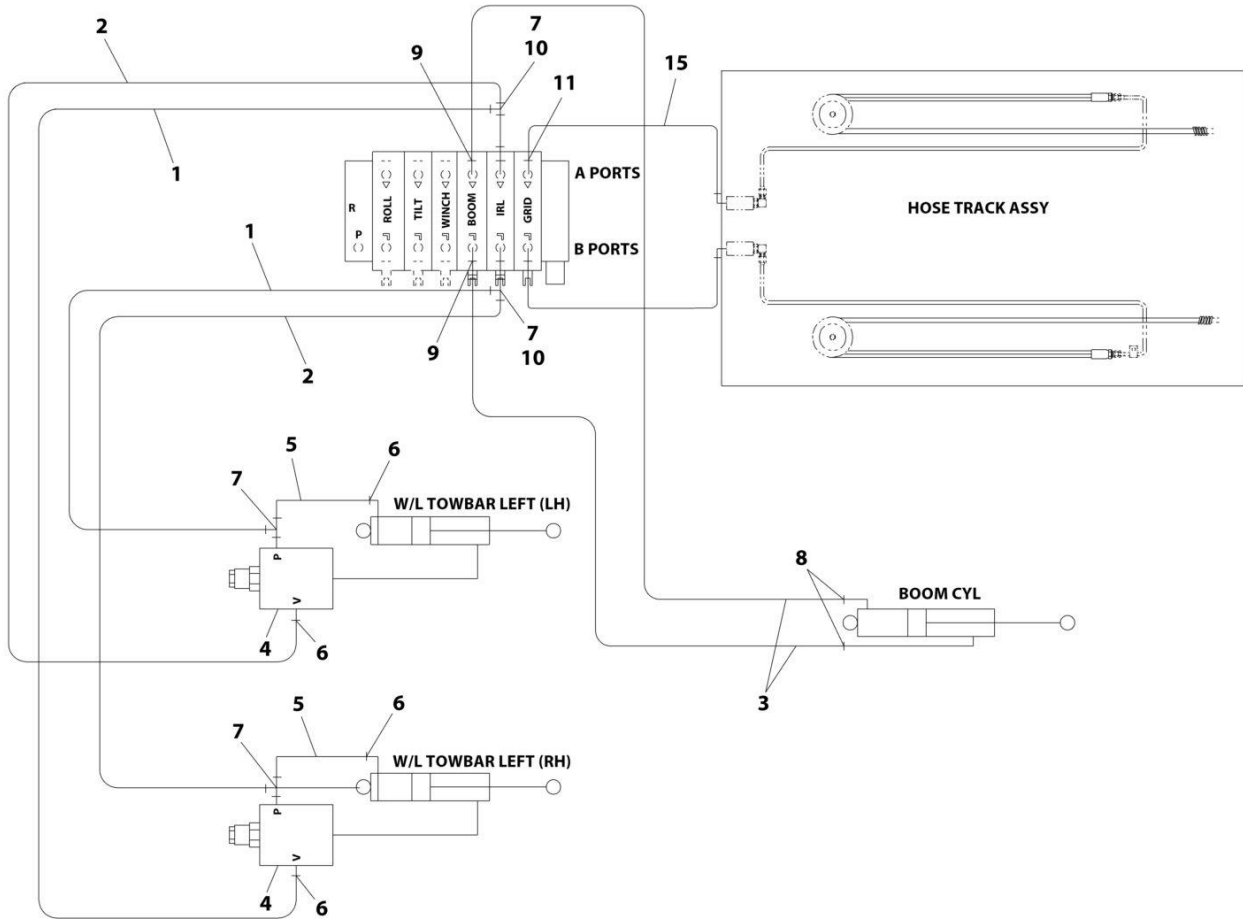 2
7
10
9
15
11
1
A PORTS
R
P
ROLL
TILT
WINCH
BOOM
IRL
GRID
HOSE TRACK ASSY
B PORTS
1
2
9
7
10
5
6
7
W/L TOWBAR LEFT (LH)
P
V
4
6
8
BOOM CYL
3
5
6
7
W/L TOWBAR LEFT (RH)
P
V
4
6